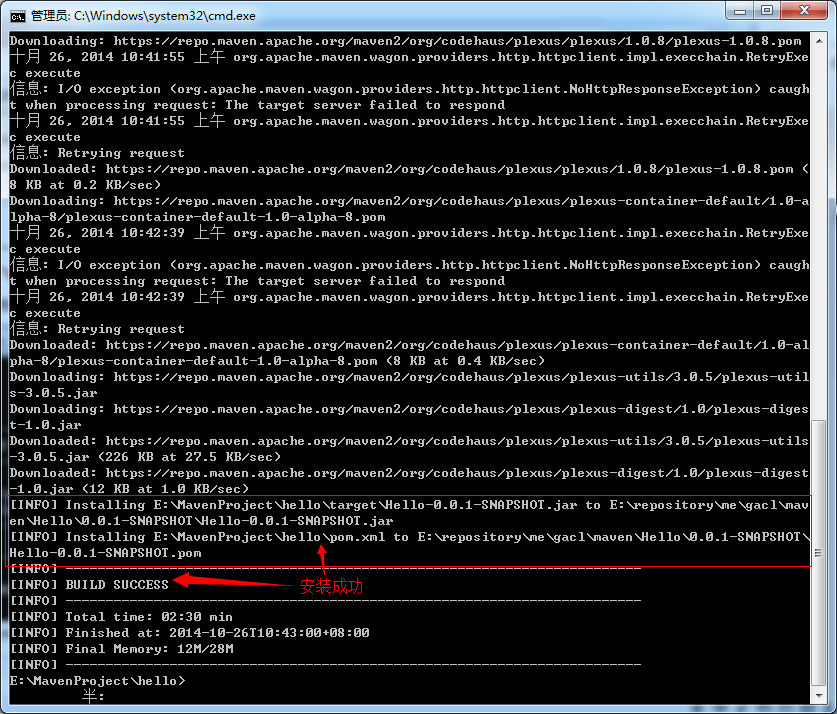 管理员: C:\Windows\system32\cmd.exe
Downloading: https://repo.maven.apache.org/maven2/org/codehaus/plexus/plexus/1.0.8/plexus-1.0.8.pom
十月 26, 2014 10:41:55 上午 org.apache.maven.wagon.providers.http.httpclient.impl.execchain.RetryExe
c execute
信息: I/O exception (org.apache.maven.wagon.providers.http.httpclient.NoHttpResponseException) caugh
t when processing request: The target server failed to respond
十月 26, 2014 10:41:55 上午 org.apache.maven.wagon.providers.http.httpclient.impl.execchain.RetryExe
c execute
信息: Retrying request
Downloaded: https://repo.maven.apache.org/maven2/org/codehaus/plexus/plexus/1.0.8/plexus-1.0.8.pom (
8 KB at 0.2 KB/sec)
Downloading: https://repo.maven.apache.org/maven2/org/codehaus/plexus/plexus-container-default/1.0-a
lpha-8/plexus-container-default-1.0-alpha-8.pom
十月 26, 2014 10:42:39 上午 org.apache.maven.wagon.providers.http.httpclient.impl.execchain.RetryExe
c execute
信息: I/O exception (org.apache.maven.wagon.providers.http.httpclient.NoHttpResponseException) caugh
t when processing request: The target server failed to respond
十月 26, 2014 10:42:39 上午 org.apache.maven.wagon.providers.http.httpclient.impl.execchain.RetryExe
c execute
信息: Retrying request
Downloaded: https://repo.maven.apache.org/maven2/org/codehaus/plexus/plexus-container-default/1.0-al
pha-8/plexus-container-default-1.0-alpha-8.pom (8 KB at 0.4 KB/sec)
Downloading: https://repo.maven.apache.org/maven2/org/codehaus/plexus/plexus-utils/3.0.5/plexus-util
s-3.0.5.jar
Downloading: https://repo.maven.apache.org/maven2/org/codehaus/plexus/plexus-digest/1.0/plexus-diges
t-1.0.jar
Downloaded: https://repo.maven.apache.org/maven2/org/codehaus/plexus/plexus-utils/3.0.5/plexus-utils
-3.0.5.jar (226 KB at 27.5 KB/sec)
Downloaded: https://repo.maven.apache.org/maven2/org/codehaus/plexus/plexus-digest/1.0/plexus-digest
-1.0.jar (12 KB at 1.0 KB/sec)
[INFO] Installing E:\MavenProject\hello\target\Hello-0.0.1-SNAPSHOT.jar to E:\repository\me\gacl\mav
en\Hello\0.0.1-SNAPSHOT\Hello-0.0.1-SNAPSHOT.jar
[INFO] Installing E:\MavenProject\hello\pom.xml to E:\repository\me\gacl\maven\Hello\0.0.1-SNAPSHOT\
Hello-0.0.1-SNAPSHOT.pom
[INFO] ------------------------------------------------------------------------
[INFO] BUILD SUCCESS 安装成功
[INFO] ------------------------------------------------------------------------
[INFO] Total time: 02:30 min
[INFO] Finished at: 2014-10-26T10:43:00+08:00
[INFO] Final Memory: 12M/28M
[INFO] ------------------------------------------------------------------------
E:\MavenProject\hello>
半: